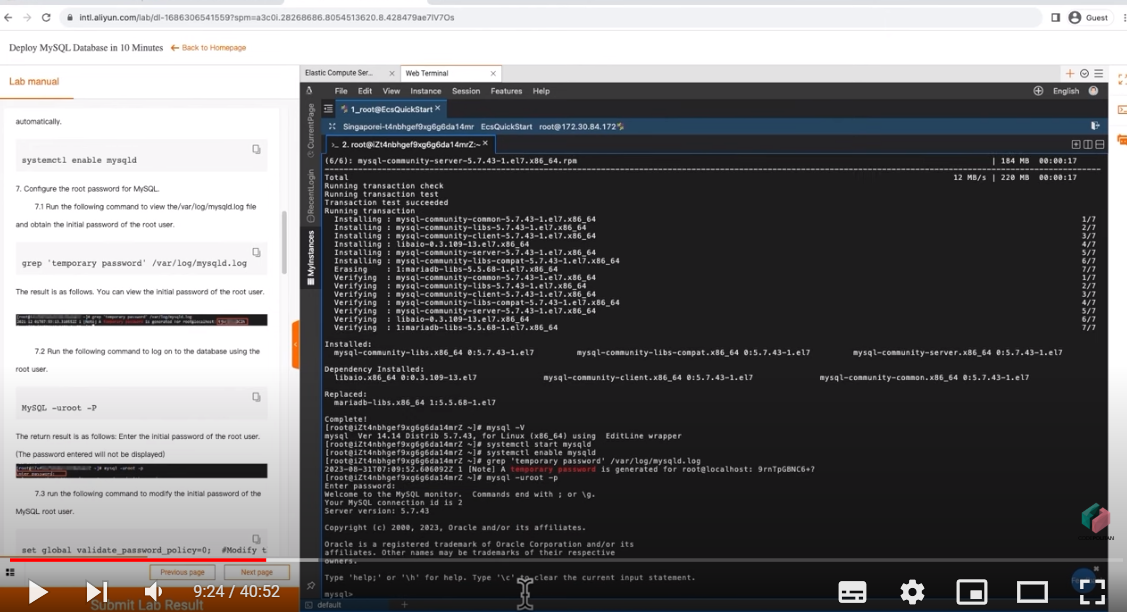 intl.aliyun.com/lab/dl-1686306541559?spm=a3c0i.28268686.8054513620.8.428479ae7lV7Os
Guest
Deploy MySQL Database in 10 Minutes
Back to Homepage
Lab manual
automatically.
systemctl enable mysqld
7. Configure the root password for MySQL.
7.1 Run the following command to view the/var/log/mysqld.log file
and obtain the initial password of the root user.
grep 'temporary password' /var/log/mysqld.log
The result is as follows. You can view the initial password of the root user.
7.2 Run the following command to log on to the database using the
root user.
MySQL -uroot -P
The return result is as follows: Enter the initial password of the root user.
(The password entered will not be displayed)
7.3 run the following command to modify the initial password of the
MySQL root user.
set global validate_password_policy=0; #Modify t
Previous page
Next page
Submit Lab Result
Elastic Compute Ser...
Web Terminal
File Edit View Instance Session Features Help
English
CurrentPage
RecentLogin
MyInstances
1_root@EcsQuickStart
Singaporei-t4nbhgef9xg6g6da14mr EcsQuickStart root@172.30.84.172
2. root@iZt4nbhgef9xg6g6da14mrZ:~
(6/6): mysql-community-server-5.7.43-1.el7.x86_64.rpm | 184 MB 00:00:17
Total 12 MB/s | 220 MB 00:00:17
Running transaction check
Running transaction test
Transaction test succeeded
Running transaction
Installing : mysql-community-common-5.7.43-1.el7.x86_64 1/7
Installing : mysql-community-libs-5.7.43-1.el7.x86_64 2/7
Installing : mysql-community-client-5.7.43-1.el7.x86_64 3/7
Installing : libaio-0.3.109-13.el7.x86_64 4/7
Installing : mysql-community-server-5.7.43-1.el7.x86_64 5/7
Installing : mysql-community-libs-compat-5.7.43-1.el7.x86_64 6/7
Erasing : 1:mariadb-libs-5.5.68-1.el7.x86_64 7/7
Verifying : mysql-community-common-5.7.43-1.el7.x86_64 1/7
Verifying : mysql-community-libs-5.7.43-1.el7.x86_64 2/7
Verifying : mysql-community-client-5.7.43-1.el7.x86_64 3/7
Verifying : mysql-community-libs-compat-5.7.43-1.el7.x86_64 4/7
Verifying : mysql-community-server-5.7.43-1.el7.x86_64 5/7
Verifying : libaio-0.3.109-13.el7.x86_64 6/7
Verifying : 1:mariadb-libs-5.5.68-1.el7.x86_64 7/7
Installed:
mysql-community-libs.x86_64 0:5.7.43-1.el7 mysql-community-libs-compat.x86_64 0:5.7.43-1.el7 mysql-community-server.x86_64 0:5.7.43-1.el7
Dependency Installed:
libaio.x86_64 0:0.3.109-13.el7 mysql-community-client.x86_64 0:5.7.43-1.el7 mysql-community-common.x86_64 0:5.7.43-1.el7
Replaced:
mariadb-libs.x86_64 1:5.5.68-1.el7
Complete!
[root@iZt4nbhgef9xg6g6da14mrZ ~]# mysql -V
mysql Ver 14.14 Distrib 5.7.43, for Linux (x86_64) using EditLine wrapper
[root@iZt4nbhgef9xg6g6da14mrZ ~]# systemctl start mysqld
[root@iZt4nbhgef9xg6g6da14mrZ ~]# systemctl enable mysqld
[root@iZt4nbhgef9xg6g6da14mrZ ~]# grep 'temporary password' /var/log/mysqld.log
2023-08-31T07:09:52.606092Z 1 [Note] A temporary password is generated for root@localhost: 9rnTpGBNC6+?
[root@iZt4nbhgef9xg6g6da14mrZ ~]# mysql -uroot -p
Enter password:
Welcome to the MySQL monitor. Commands end with ; or \g.
Your MySQL connection id is 2
Server version: 5.7.43
Copyright (c) 2000, 2023, Oracle and/or its affiliates.
Oracle is a registered trademark of Oracle Corporation and/or its
affiliates. Other names may be trademarks of their respective
owners.
Type 'help;' or '\h' for help. Type '\c' to clear the current input statement.
mysql>
default
9:24 / 40:52